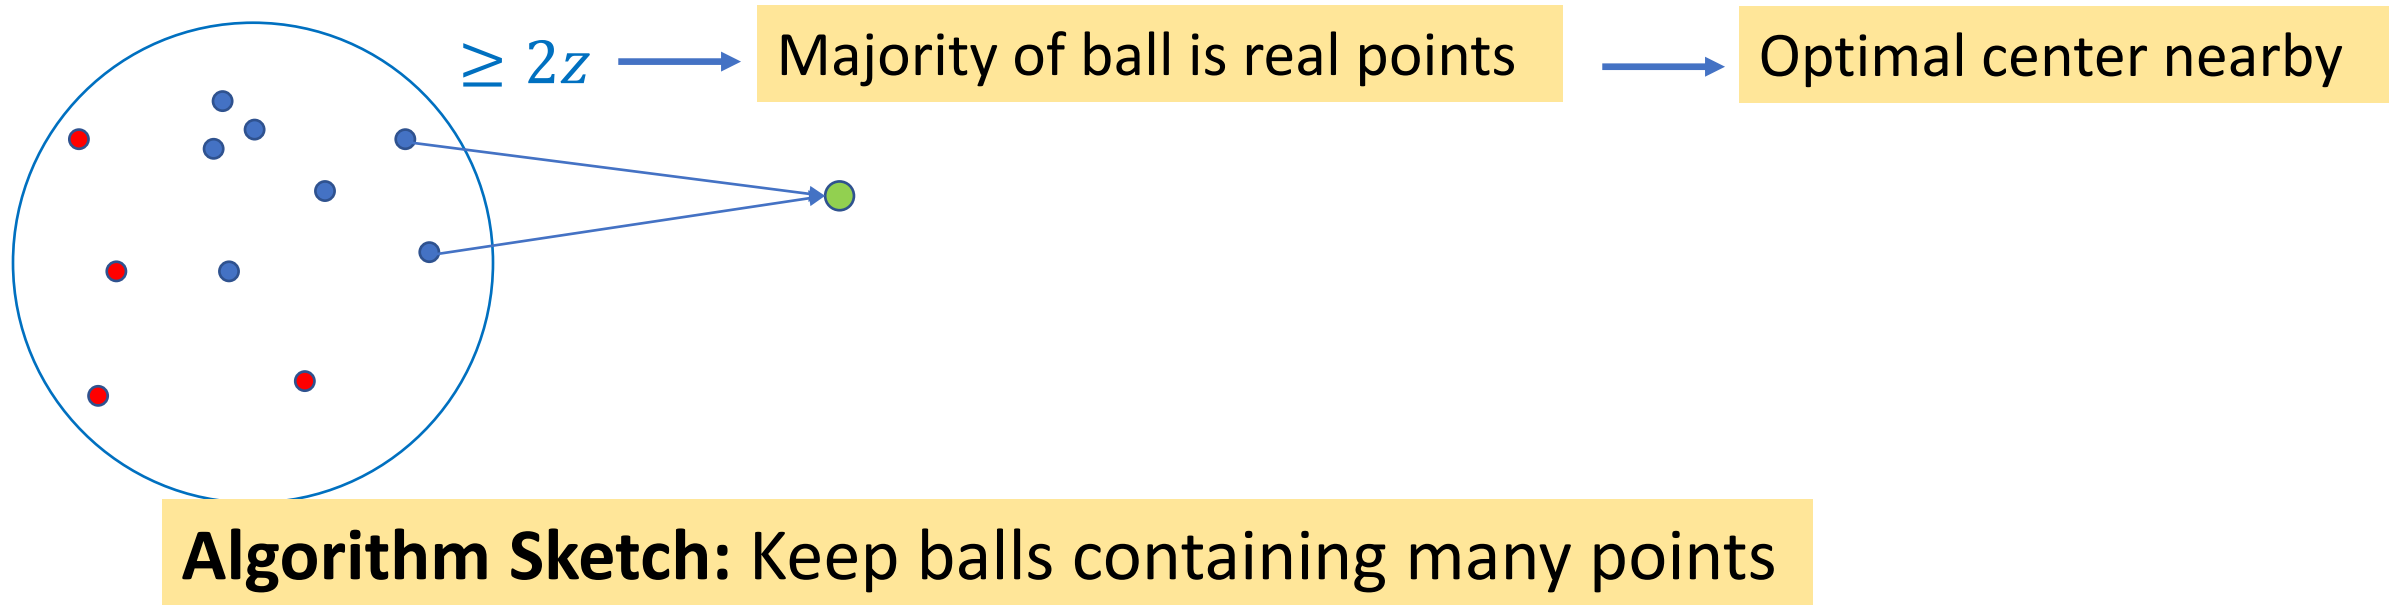 ≥ 2z
Majority of ball is real points
Optimal center nearby
Algorithm Sketch: Keep balls containing many points